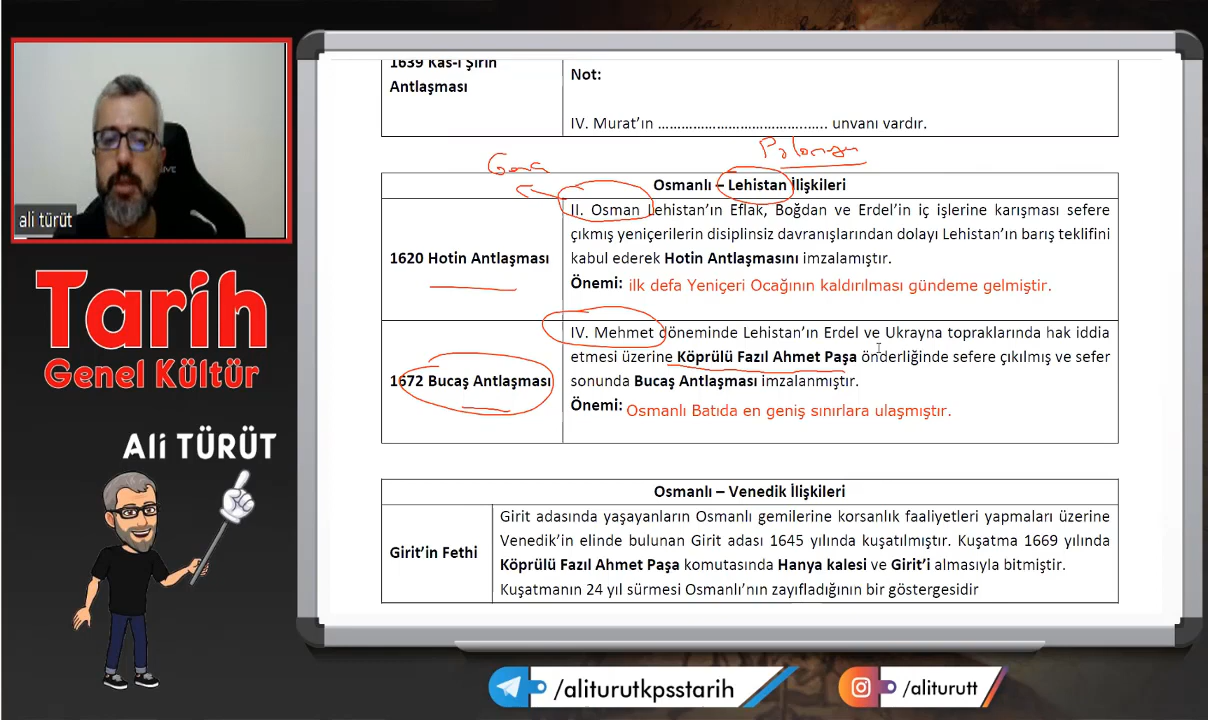 1639 Kas-ı Şirin
Antlaşması
Not:
IV. Murat’ın ………………………………..….. unvanı vardır.
Genç
Polonya
Osmanlı – Lehistan İlişkileri
1620 Hotin Antlaşması
II. Osman Lehistan’ın Eflak, Boğdan ve Erdel’in iç işlerine karışması sefere
çıkmış yeniçerilerin disiplinsiz davranışlarından dolayı Lehistan’ın barış teklifini
kabul ederek Hotin Antlaşmasını imzalamıştır.
Önemi: ilk defa Yeniçeri Ocağının kaldırılması gündeme gelmiştir.
1672 Bucaş Antlaşması
IV. Mehmet döneminde Lehistan’ın Erdel ve Ukrayna topraklarında hak iddia
etmesi üzerine Köprülü Fazıl Ahmet Paşa önderliğinde sefere çıkılmış ve sefer
sonunda Bucaş Antlaşması imzalanmıştır.
Önemi: Osmanlı Batıda en geniş sınırlara ulaşmıştır.
Osmanlı – Venedik İlişkileri
Girit’in Fethi
Girit adasında yaşayanların Osmanlı gemilerine korsanlık faaliyetleri yapmaları üzerine
Venedik’in elinde bulunan Girit adası 1645 yılında kuşatılmıştır. Kuşatma 1669 yılında
Köprülü Fazıl Ahmet Paşa komutasında Hanya kalesi ve Girit’i almasıyla bitmiştir.
Kuşatmanın 24 yıl sürmesi Osmanlı’nın zayıfladığının bir göstergesidir
ali türüt
Tarih
Genel Kültür
Ali TÜRÜT
/aliturutkpsstarih
/aliturutt